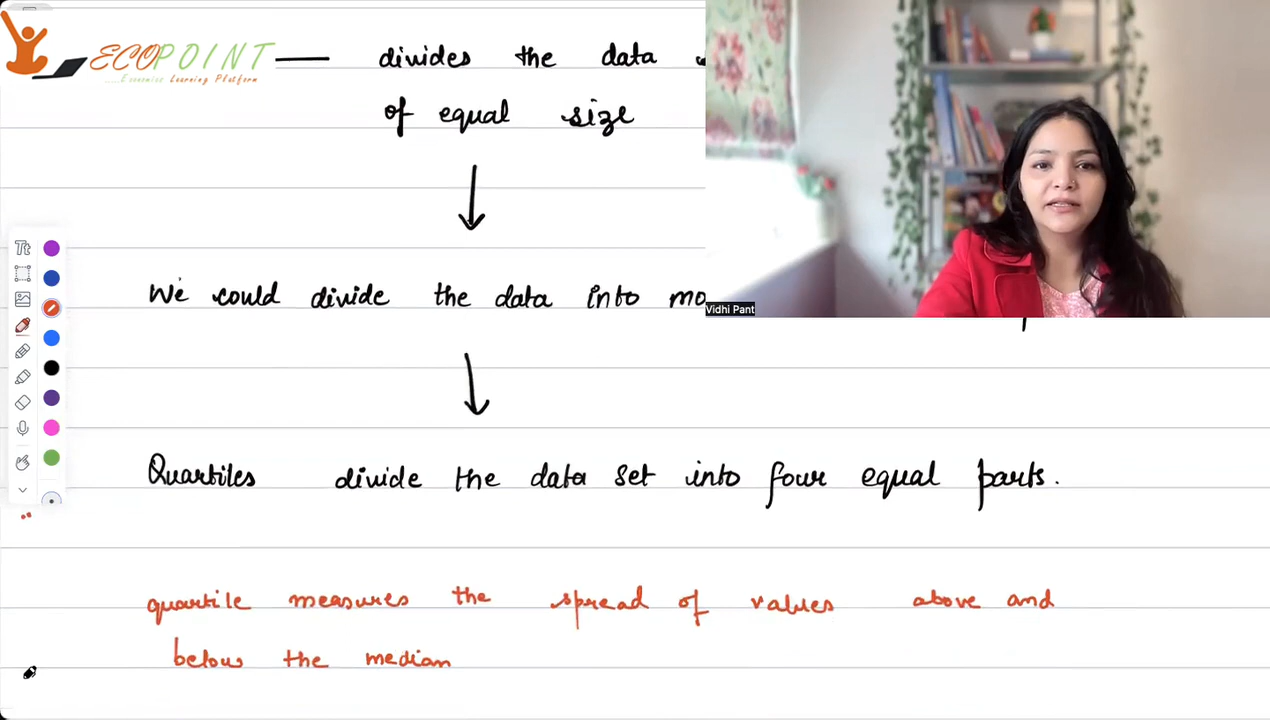 ECOPOINT
Economics Learning Platform
divides the data
of equal size
We could divide the data into
Vidhi Pant
Quartiles divide the data set into four equal parts.
quartile measures the spread of values above and
below the median
Tt